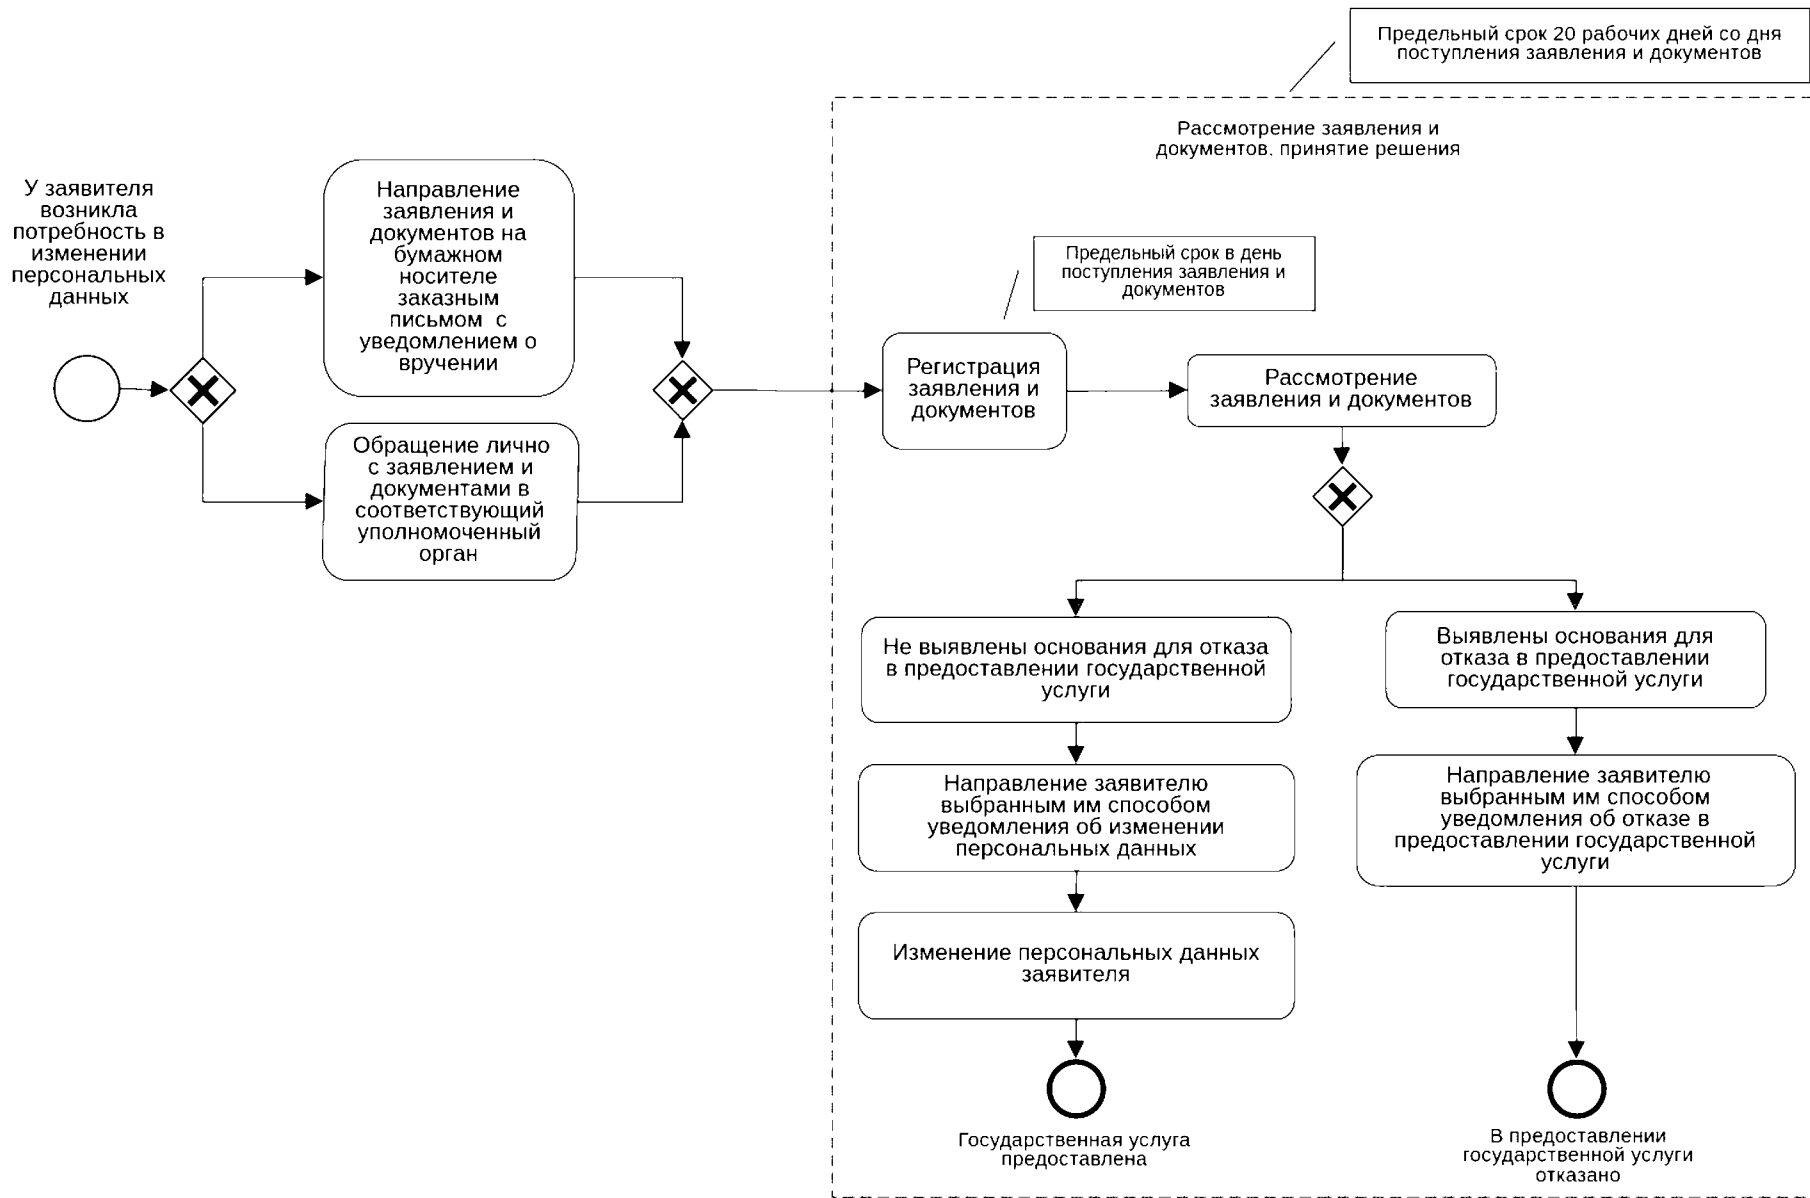 Предельный срок 20 рабочих дней со дня
поступления заявления и документов
Рассмотрение заявления и
документов. принятие решения
У заявителя
возникла
потребность в
изменении
персональных
данных
Направление
заявления и
документов на
бумажном
носителе
заказным
письмом с
уведомлением о
вручении
Обращение лично
с заявлением и
документами в
соответствующий
уполномоченный
орган
Предельный срок в день
поступления заявления и
документов
Регистрация
заявления и
документов
Рассмотрение
заявления и документов
Не выявлены основания для отказа
в предоставлении государственной
услуги
Выявлены основания для
отказа в предоставлении
государственной услуги
Направление заявителю
выбранным им способом
уведомления об изменении
персональных данных
Направление заявителю
выбранным им способом
уведомления об отказе в
предоставлении государственной
услуги
Изменение персональных данных
заявителя
Государственная услуга
предоставлена
В предоставлении
государственной услуги
отказано